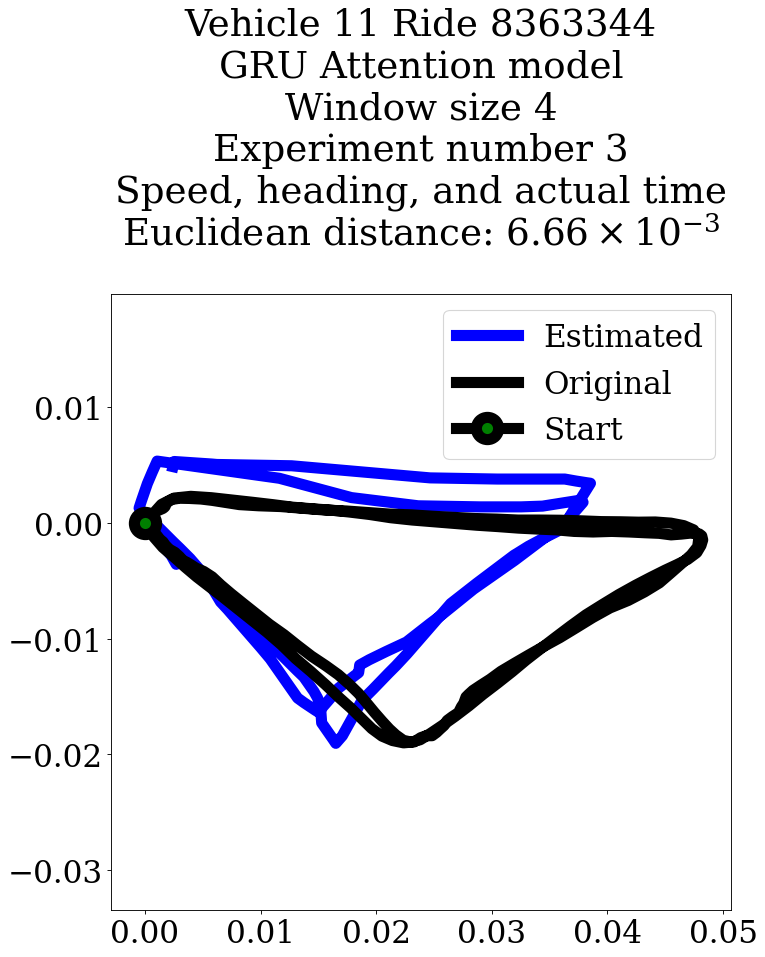 Vehicle 11 Ride 8363344
GRU Attention model
Window size 4
Experiment number 3
Speed, heading, and actual time
Euclidean distance: 6.66 × 10⁻³
Estimated
Original
Start
0.01
0.00
−0.01
−0.02
−0.03
0.00 0.01 0.02 0.03 0.04 0.05